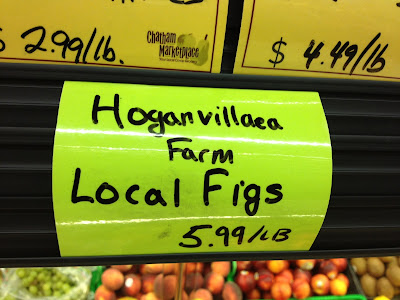 $ 2.99/lb.
Chatham
Marketplace
$ 4.49/lb
Hoganvillaea
Farm
Local Figs
5.99/LB